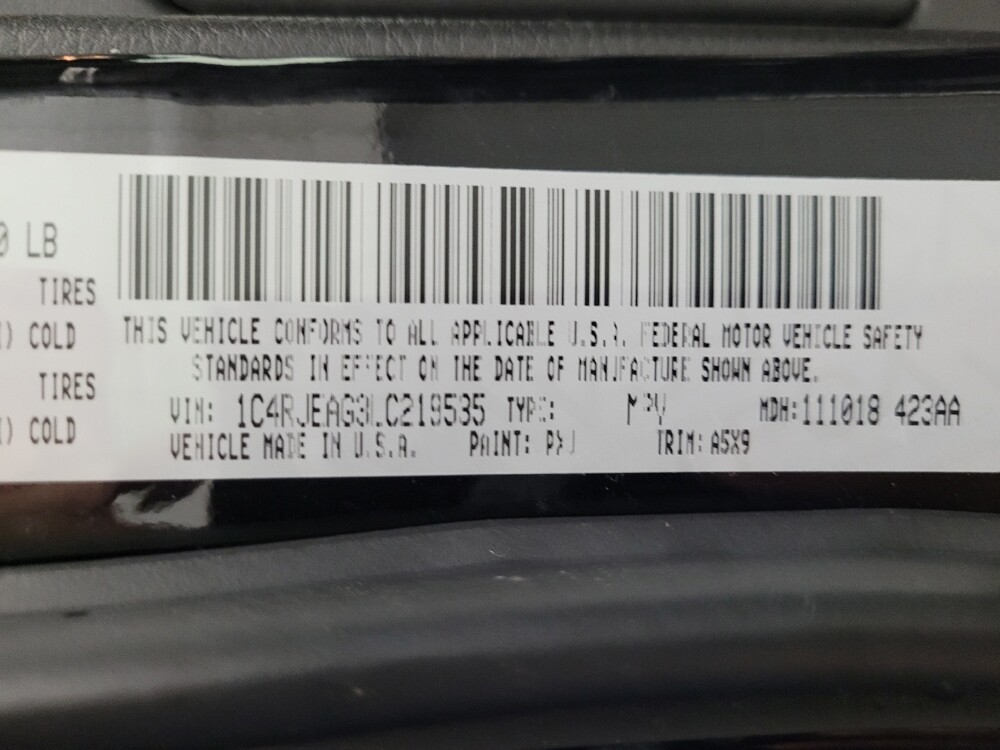 0 LB
TIRES
) COLD
TIRES
) COLD
THIS VEHICLE CONFORMS TO ALL APPLICABLE U.S.A. FEDERAL MOTOR VEHICLE SAFETY
STANDARDS IN EFFECT ON THE DATE OF MANUFACTURE SHOWN ABOVE.
VIN: 1C4RJEAG3LC219535 TYPE: MPV MDH:111018 423AA
VEHICLE MADE IN U.S.A. PAINT: PXJ TRIM: A5X9